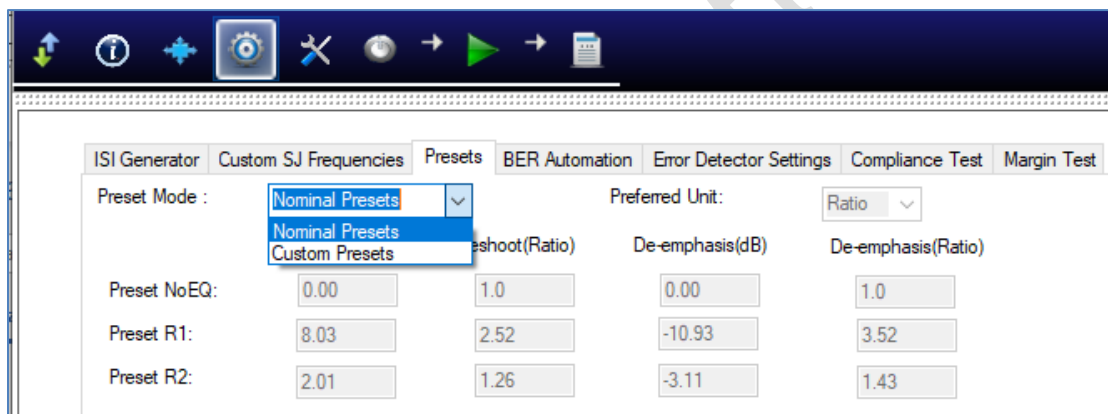 ISI Generator Custom SJ Frequencies Presets BER Automation Error Detector Settings Compliance Test Margin Test
Preset Mode : Nominal Presets Preferred Unit: Ratio
Nominal Presets
Custom Presets
eshoot(Ratio) De-emphasis(dB) De-emphasis(Ratio)
Preset NoEQ: 0.00 1.0 0.00 1.0
Preset R1: 8.03 2.52 -10.93 3.52
Preset R2: 2.01 1.26 -3.11 1.43